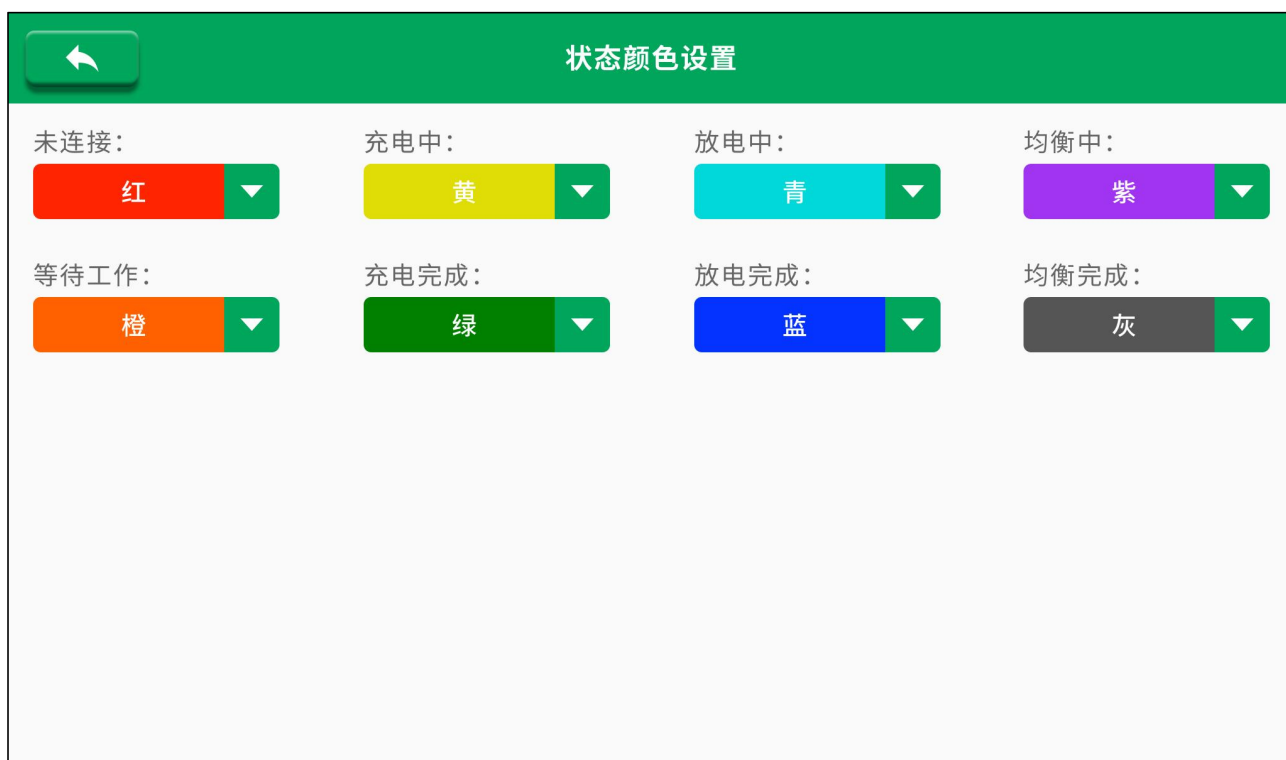 状态颜色设置
未连接： 充电中： 放电中： 均衡中：
红 黄 青 紫
等待工作： 充电完成： 放电完成： 均衡完成：
橙 绿 蓝 灰